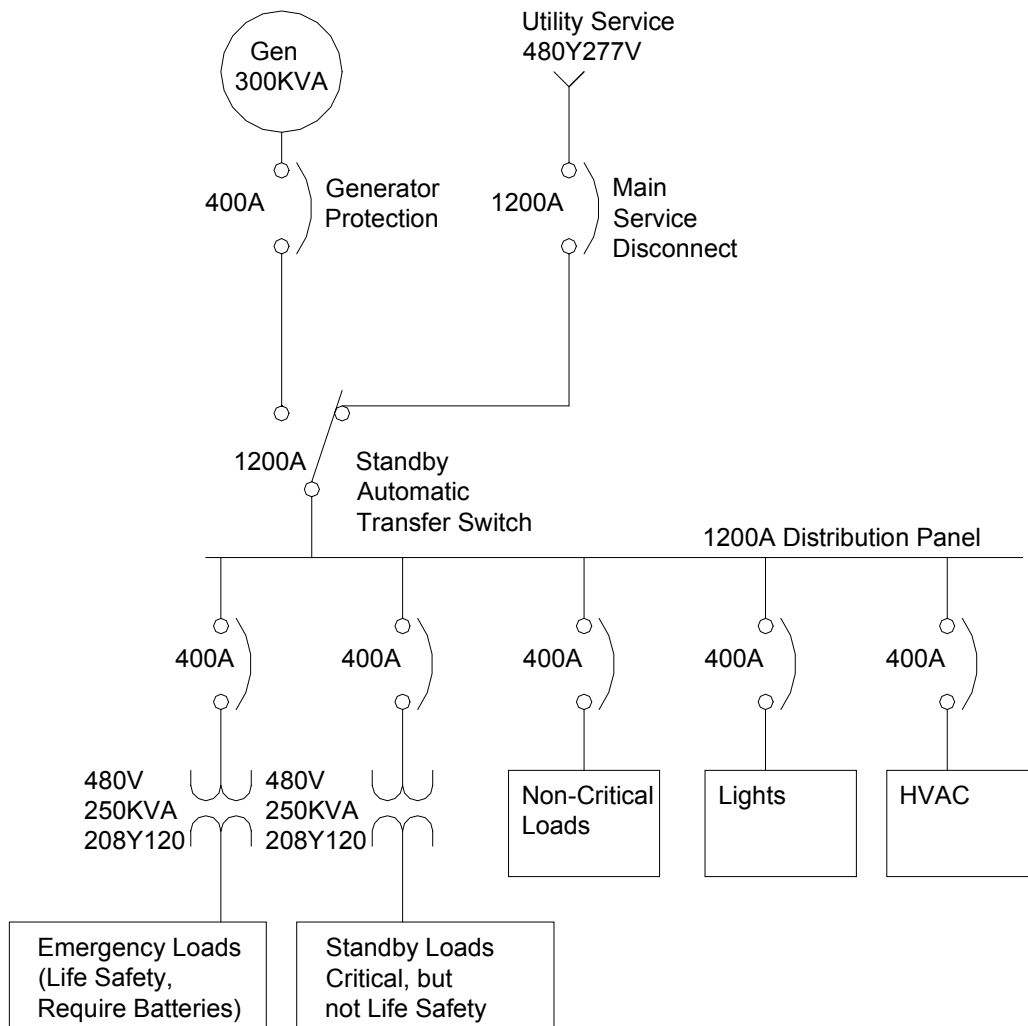 Gen
300KVA
Utility Service
480Y277V
400A
Generator
Protection
1200A
Main
Service
Disconnect
1200A
Standby
Automatic
Transfer Switch
1200A Distribution Panel
400A
400A
400A
400A
400A
480V
250KVA
208Y120
480V
250KVA
208Y120
Non-Critical
Loads
Lights
HVAC
Emergency Loads
(Life Safety,
Require Batteries)
Standby Loads
Critical, but
not Life Safety